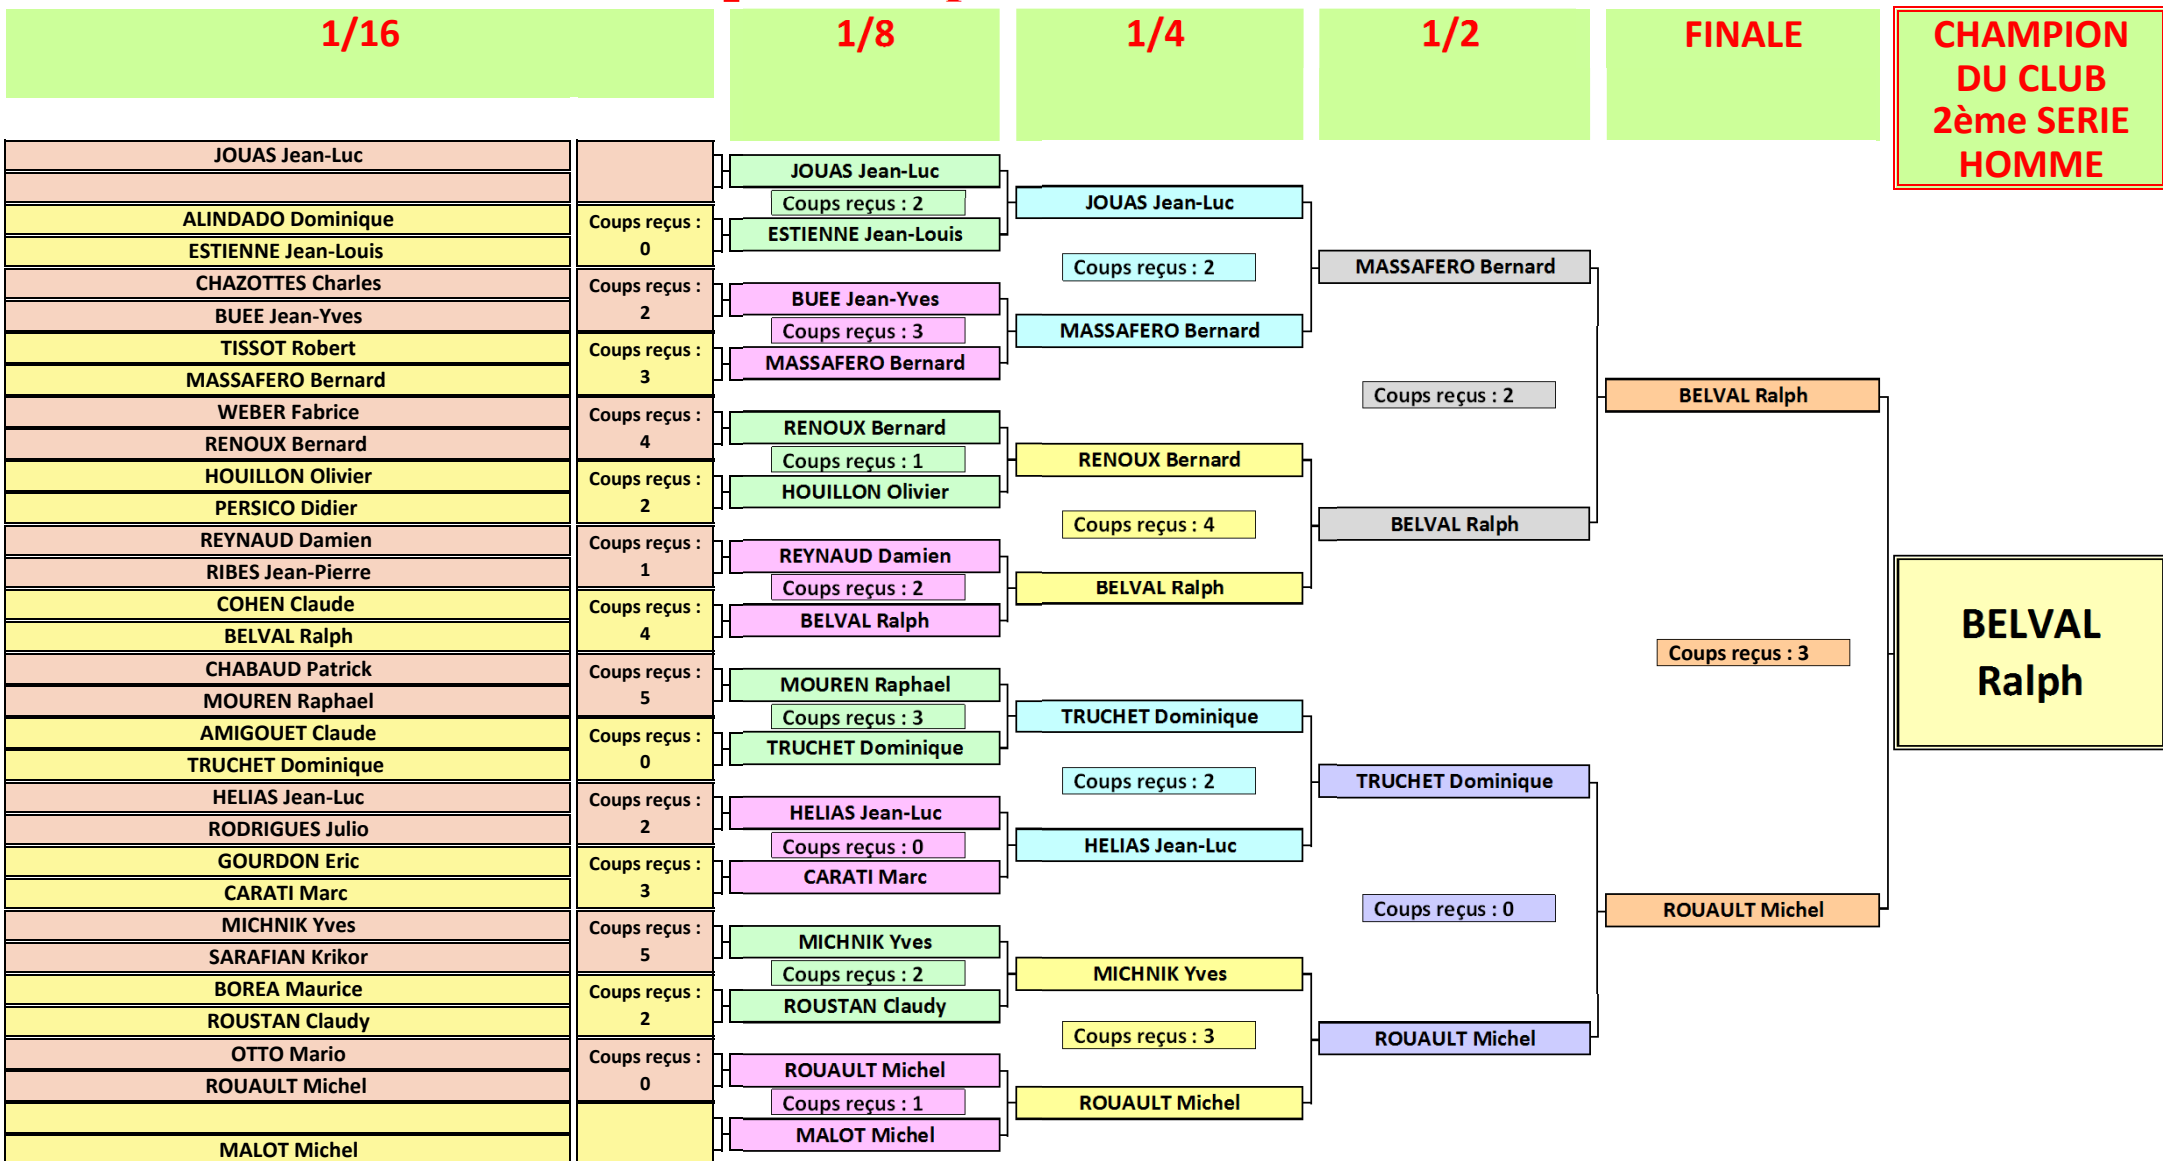 1/16
1/8
1/4
1/2
FINALE
CHAMPION
DU CLUB
2ème SERIE
HOMME
JOUAS Jean-Luc
ALINDADO Dominique
ESTIENNE Jean-Louis
Coups reçus :
0
CHAZOTTES Charles
BUEE Jean-Yves
Coups reçus :
2
TISSOT Robert
MASSAFERO Bernard
Coups reçus :
3
WEBER Fabrice
RENOUX Bernard
Coups reçus :
4
HOUILLON Olivier
PERSICO Didier
Coups reçus :
2
REYNAUD Damien
RIBES Jean-Pierre
Coups reçus :
1
COHEN Claude
BELVAL Ralph
Coups reçus :
4
CHABAUD Patrick
MOUREN Raphael
Coups reçus :
5
AMIGOUET Claude
TRUCHET Dominique
Coups reçus :
0
HELIAS Jean-Luc
RODRIGUES Julio
Coups reçus :
2
GOURDON Eric
CARATI Marc
Coups reçus :
3
MICHNIK Yves
SARAFIAN Krikor
Coups reçus :
5
BOREA Maurice
ROUSTAN Claudy
Coups reçus :
2
OTTO Mario
ROUAULT Michel
Coups reçus :
0
MALOT Michel
JOUAS Jean-Luc
Coups reçus : 2
ESTIENNE Jean-Louis
BUEE Jean-Yves
Coups reçus : 3
MASSAFERO Bernard
RENOUX Bernard
Coups reçus : 1
HOUILLON Olivier
REYNAUD Damien
Coups reçus : 2
BELVAL Ralph
MOUREN Raphael
Coups reçus : 3
TRUCHET Dominique
HELIAS Jean-Luc
Coups reçus : 0
CARATI Marc
MICHNIK Yves
Coups reçus : 2
ROUSTAN Claudy
ROUAULT Michel
Coups reçus : 1
MALOT Michel
JOUAS Jean-Luc
Coups reçus : 2
MASSAFERO Bernard
RENOUX Bernard
Coups reçus : 4
BELVAL Ralph
TRUCHET Dominique
Coups reçus : 2
HELIAS Jean-Luc
MICHNIK Yves
Coups reçus : 3
ROUAULT Michel
MASSAFERO Bernard
Coups reçus : 2
BELVAL Ralph
TRUCHET Dominique
Coups reçus : 0
ROUAULT Michel
BELVAL Ralph
Coups reçus : 3
ROUAULT Michel
BELVAL
Ralph